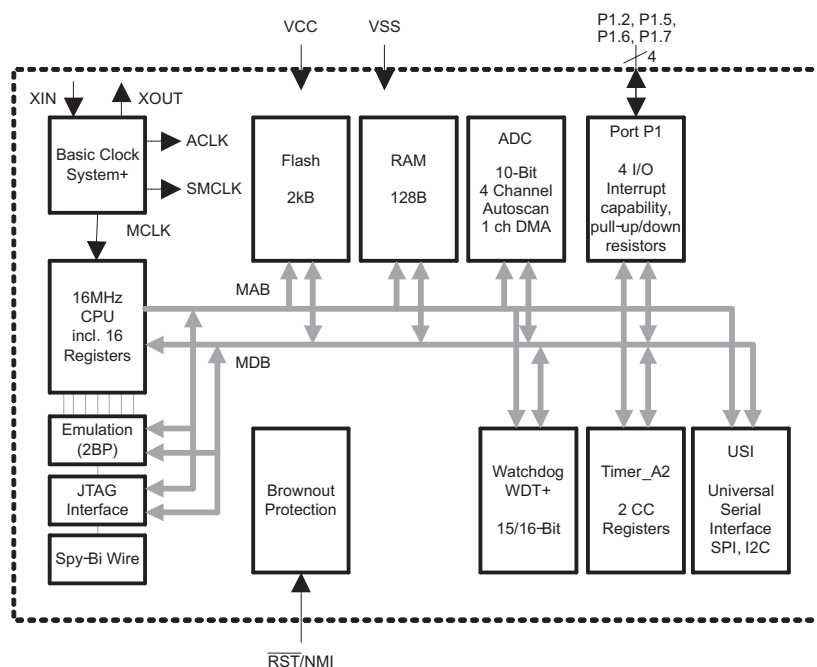 VCC
VSS
P1.2, P1.5,
P1.6, P1.7
4
XIN
XOUT
Basic Clock
System+
ACLK
SMCLK
MCLK
Flash
2kB
RAM
128B
ADC
10-Bit
4 Channel
Autoscan
1 ch DMA
Port P1
4 I/O
Interrupt
capability,
pull-up/down
resistors
16MHz
CPU
incl. 16
Registers
MAB
MDB
Emulation
(2BP)
JTAG
Interface
Spy-Bi Wire
Brownout
Protection
Watchdog
WDT+
15/16-Bit
Timer_A2
2 CC
Registers
USI
Universal
Serial
Interface
SPI, I2C
RST/NMI